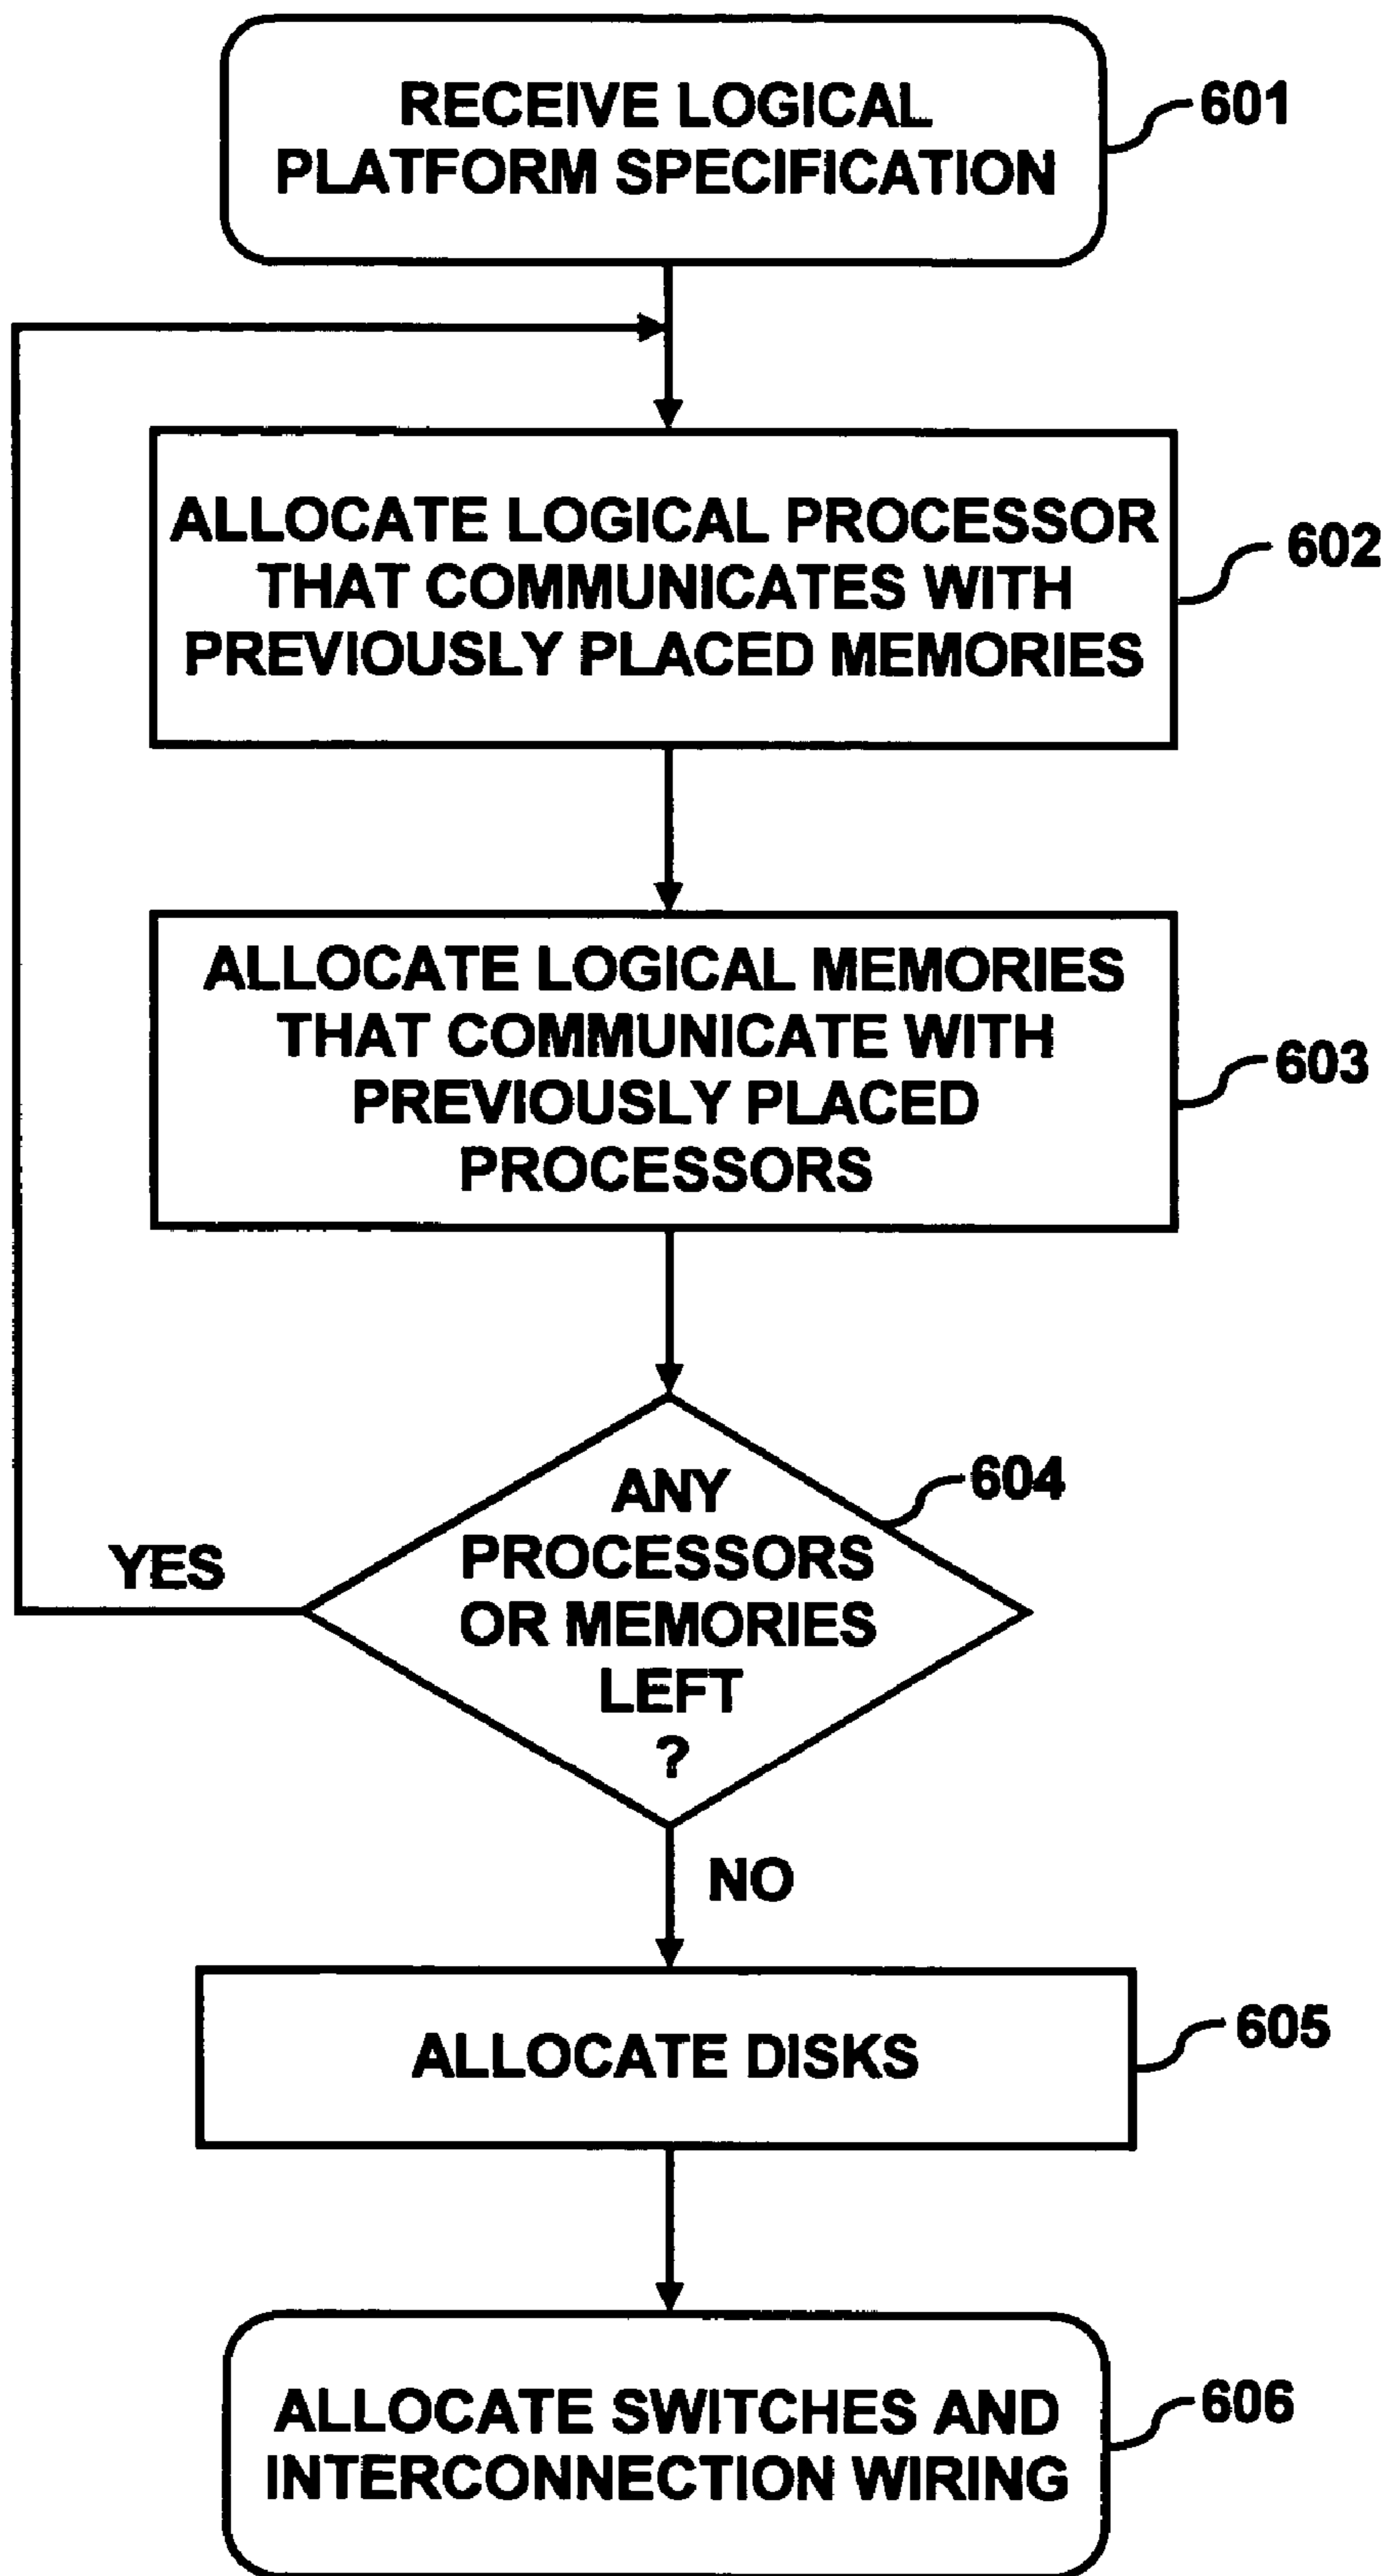 RECEIVE LOGICAL
PLATFORM SPECIFICATION
601
ALLOCATE LOGICAL PROCESSOR
THAT COMMUNICATES WITH
PREVIOUSLY PLACED MEMORIES
602
ALLOCATE LOGICAL MEMORIES
THAT COMMUNICATE WITH
PREVIOUSLY PLACED
PROCESSORS
603
ANY
PROCESSORS
OR MEMORIES
LEFT
?
604
YES
NO
ALLOCATE DISKS
605
ALLOCATE SWITCHES AND
INTERCONNECTION WIRING
606